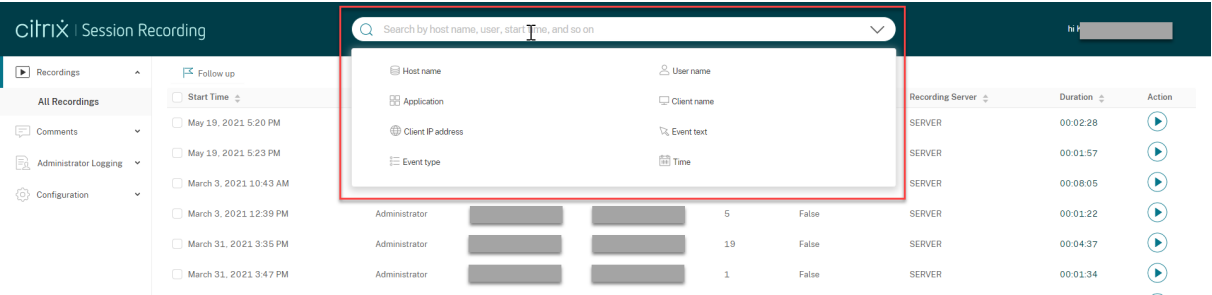 citrix | Session Recording
Search by host name, user, start time, and so on
hi
Recordings
Follow up
Host name
User name
All Recordings
Start Time
Application
Client name
Recording Server
Duration
Action
Comments
May 19, 2021 5:20 PM
Client IP address
Event text
SERVER
00:02:28
Administrator Logging
May 19, 2021 5:23 PM
Event type
Time
SERVER
00:01:57
Configuration
March 3, 2021 10:43 AM
SERVER
00:08:05
March 3, 2021 12:39 PM
Administrator
5
False
SERVER
00:01:22
March 31, 2021 3:35 PM
Administrator
19
False
SERVER
00:04:37
March 31, 2021 3:47 PM
Administrator
1
False
SERVER
00:01:34